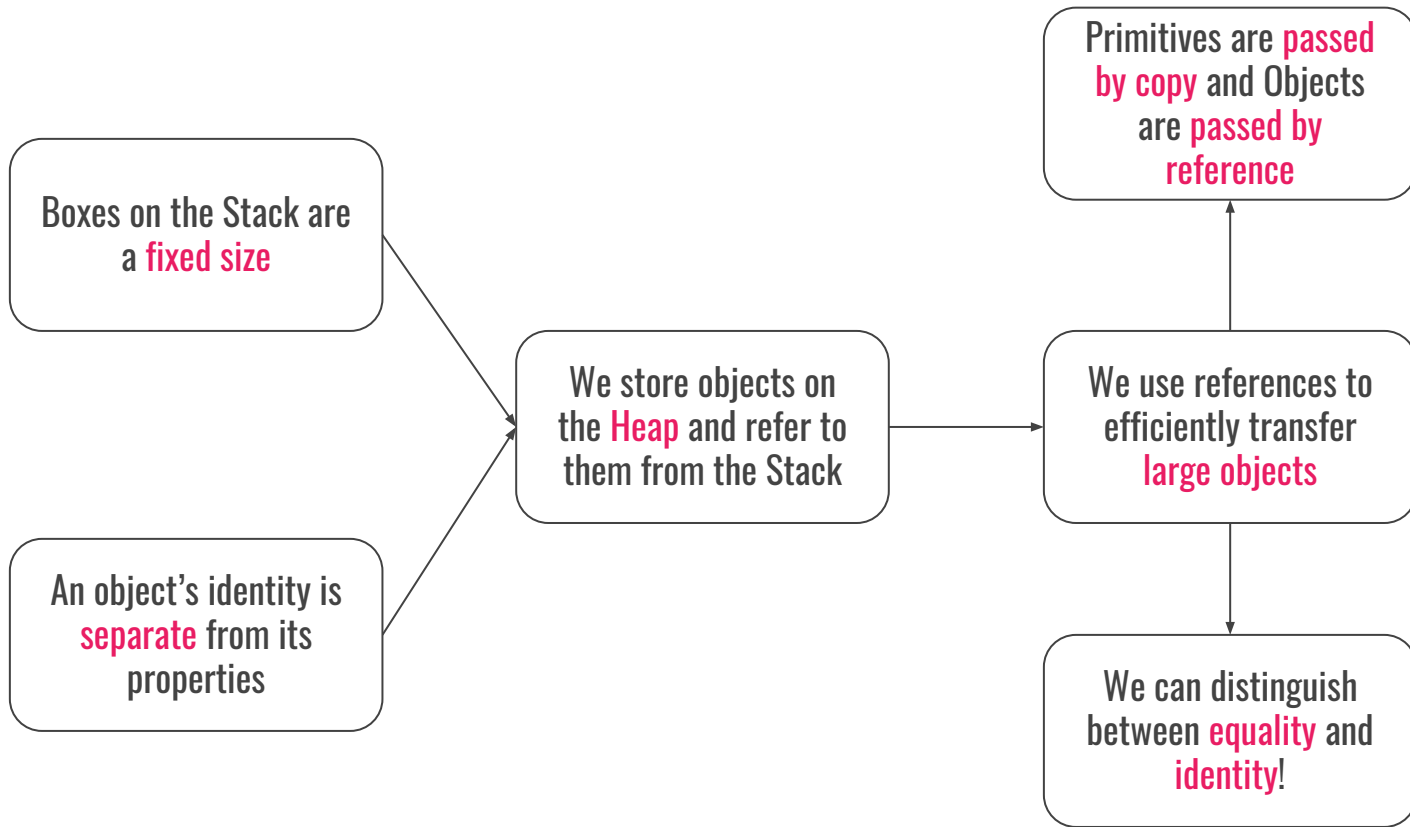 Boxes on the Stack are
a fixed size
An object’s identity is
separate from its
properties
We store objects on
the Heap and refer to
them from the Stack
Primitives are passed
by copy and Objects
are passed by
reference
We use references to
efficiently transfer
large objects
We can distinguish
between equality and
identity!